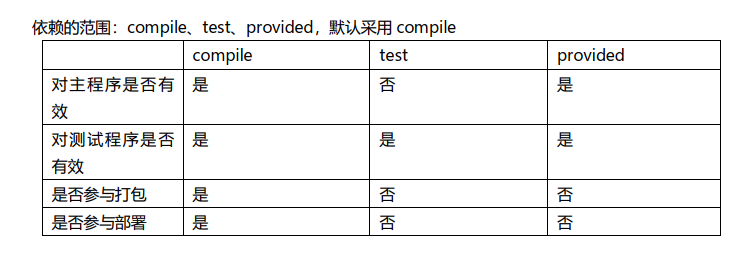 依赖的范围：compile、test、provided，默认采用 compile
compile test provided
对主程序是否有效 是 否 是
对测试程序是否有效 是 是 是
是否参与打包 是 否 否
是否参与部署 是 否 否